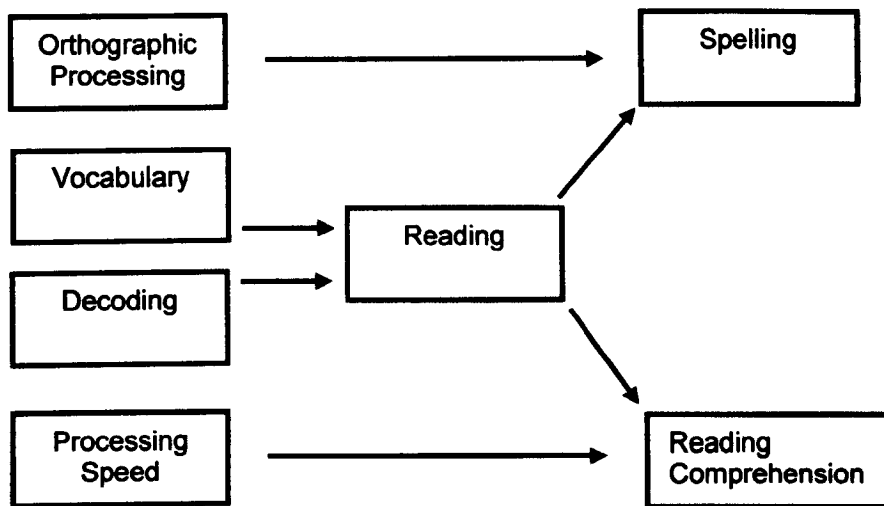 Orthographic
Processing
Spelling
Vocabulary
Reading
Decoding
Processing
Speed
Reading
Comprehension